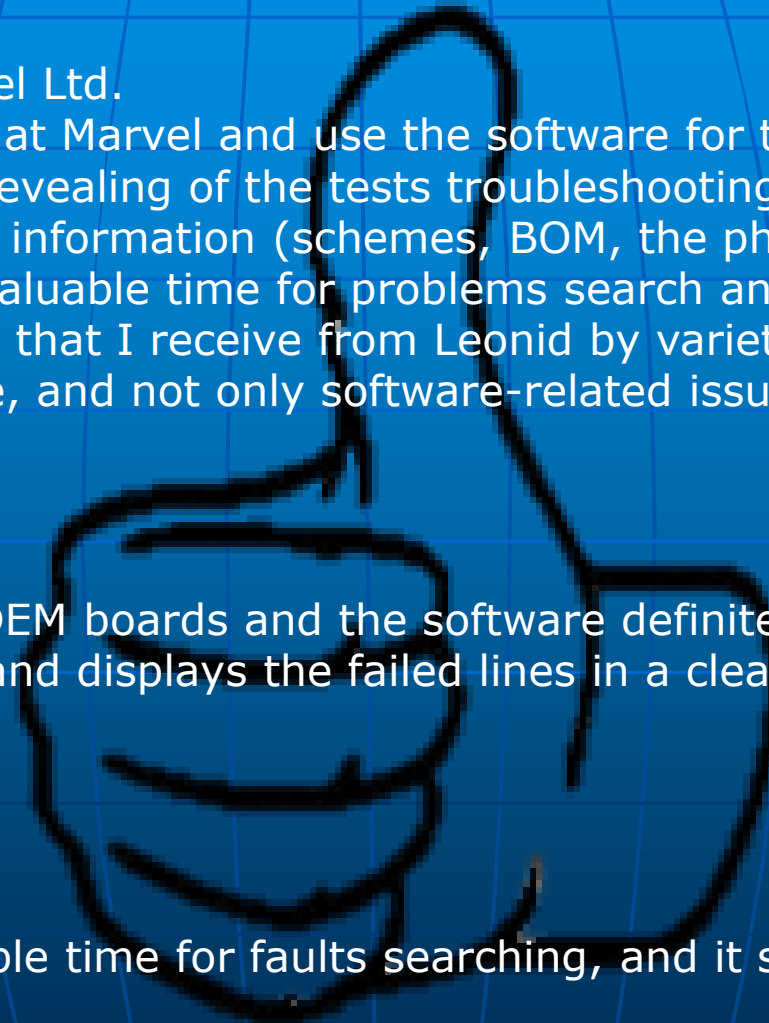 el Ltd.
at Marvel and use the software for t
evealing of the tests troubleshooting
information (schemes, BOM, the ph
aluable time for problems search an
that I receive from Leonid by variet
e, and not only software-related issu
DEM boards and the software definite
and displays the failed lines in a clea
ble time for faults searching, and it s